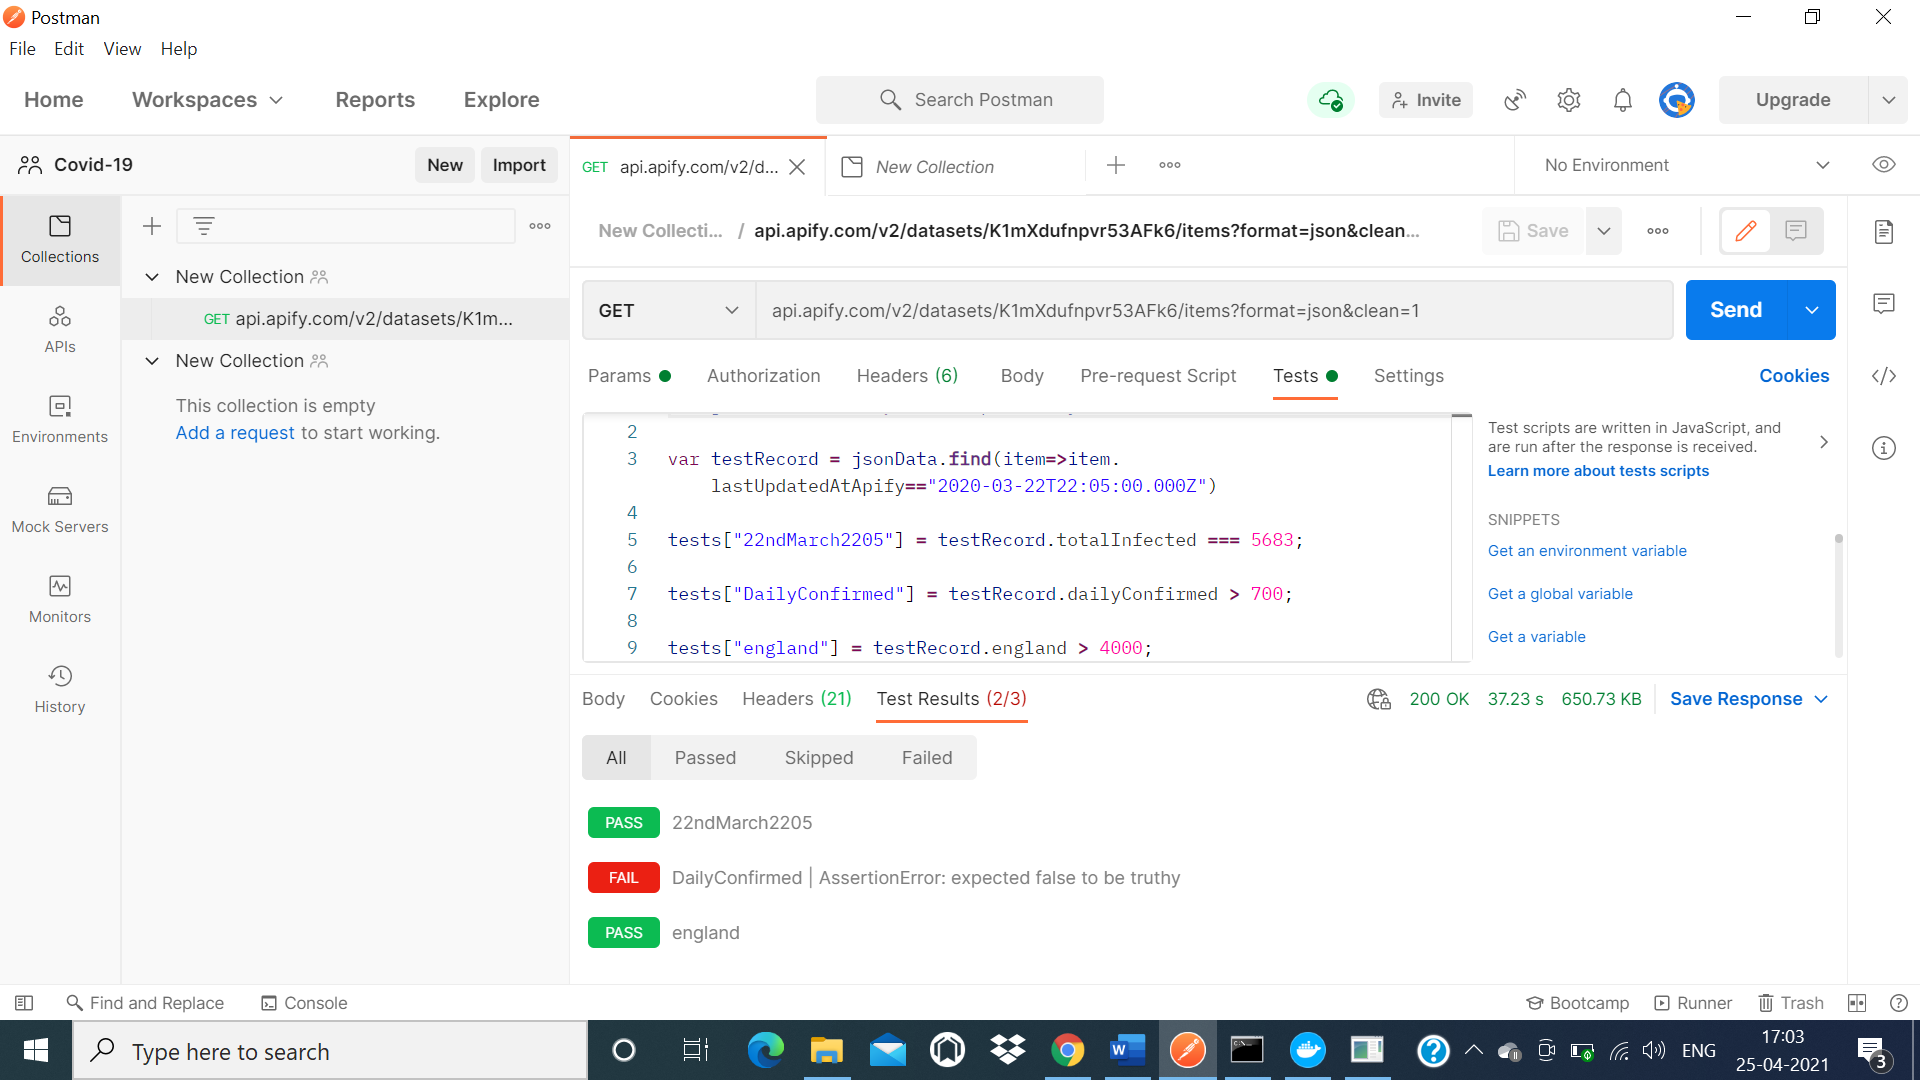 Postman
File Edit View Help
Home Workspaces Reports Explore
Search Postman
Invite
Upgrade
Covid-19 New Import
GET api.apify.com/v2/d... New Collection
No Environment
Collections
APIs
Environments
Mock Servers
Monitors
History
New Collection
GET api.apify.com/v2/datasets/K1m...
New Collection
This collection is empty
Add a request to start working.
New Collecti... / api.apify.com/v2/datasets/K1mXdufnpvr53AFk6/items?format=json&clean...
Save
GET api.apify.com/v2/datasets/K1mXdufnpvr53AFk6/items?format=json&clean=1
Send
Params Authorization Headers (6) Body Pre-request Script Tests Settings Cookies
2
3 var testRecord = jsonData.find(item=>item.
lastUpdatedAtApify=="2020-03-22T22:05:00.000Z")
4
5 tests["22ndMarch2205"] = testRecord.totalInfected === 5683;
6
7 tests["DailyConfirmed"] = testRecord.dailyConfirmed > 700;
8
9 tests["england"] = testRecord.england > 4000;
Test scripts are written in JavaScript, and
are run after the response is received.
Learn more about tests scripts
SNIPPETS
Get an environment variable
Get a global variable
Get a variable
Body Cookies Headers (21) Test Results (2/3)
200 OK 37.23 s 650.73 KB Save Response
All Passed Skipped Failed
PASS 22ndMarch2205
FAIL DailyConfirmed | AssertionError: expected false to be truthy
PASS england
Find and Replace Console
Bootcamp Runner Trash
Type here to search
ENG
17:03
25-04-2021
3